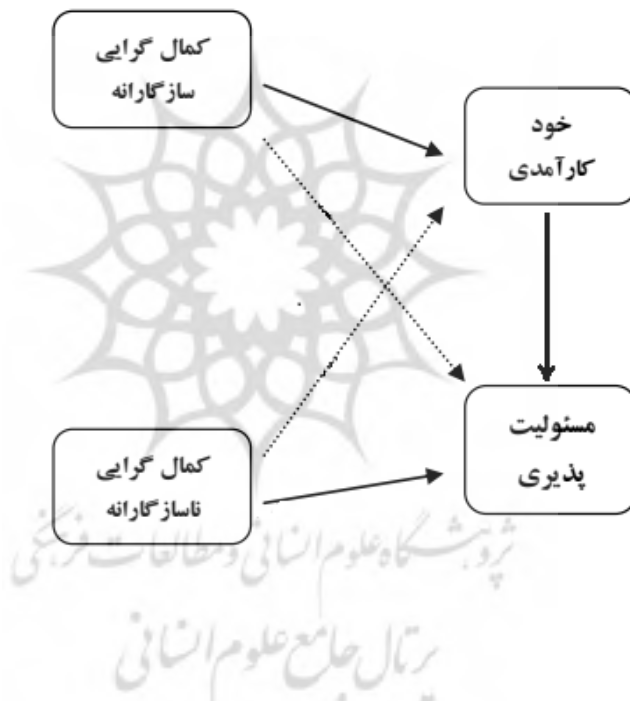 کمال گرایی
سازگارانه
خود
کارآمدی
مسئولیت
پذیری
کمال گرایی
ناسازگارانه
پژوهشگاه علوم انسانی و مطالعات فرهنگی
پرتال جامع علوم انسانی